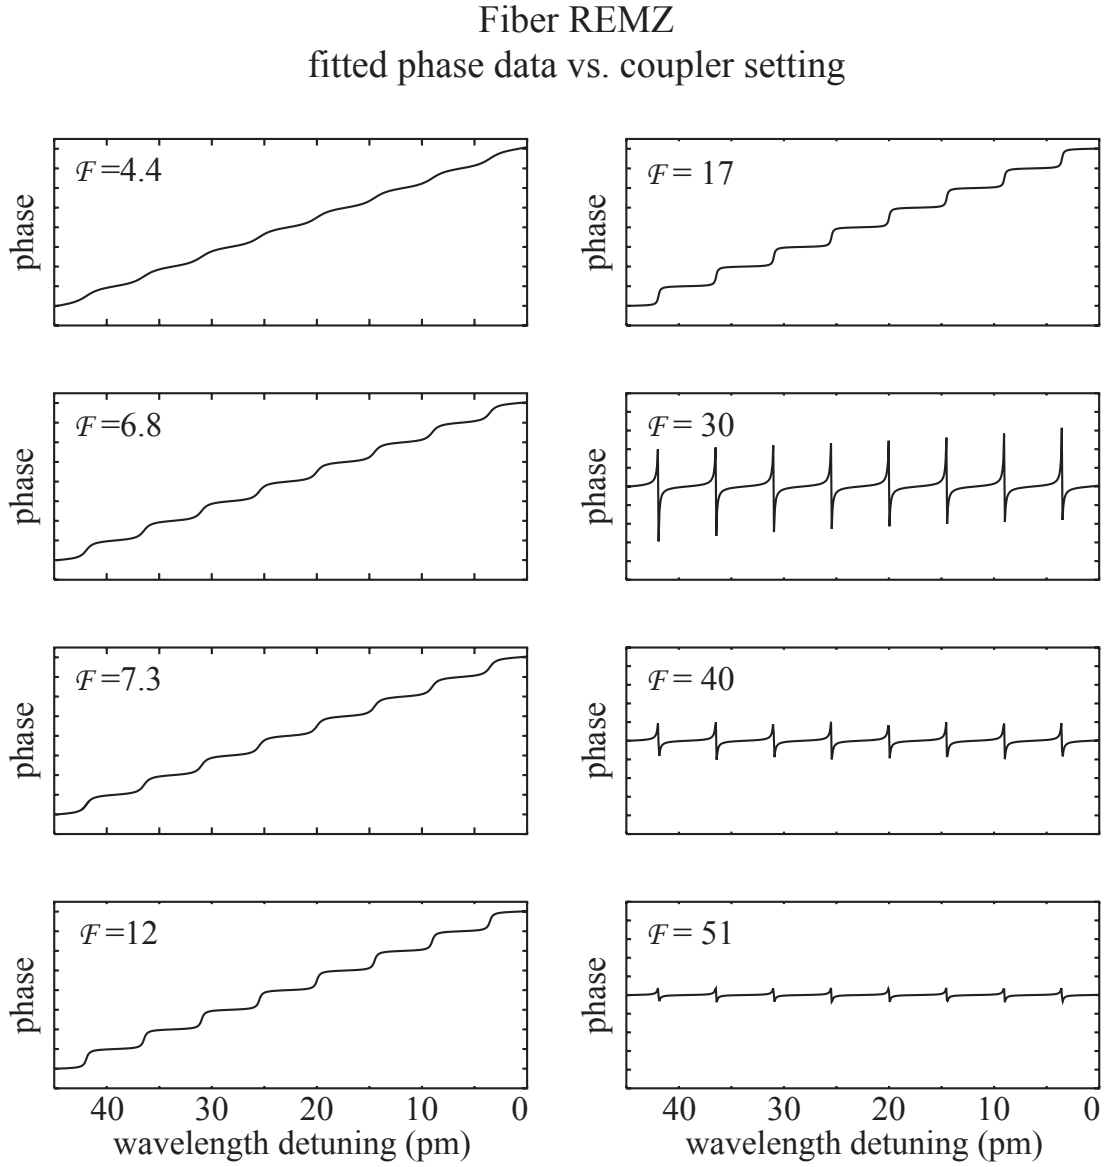 Fiber REMZ
fitted phase data vs. coupler setting
ℱ=4.4
phase
ℱ=6.8
phase
ℱ=7.3
phase
ℱ=12
phase
40 30 20 10 0
wavelength detuning (pm)
ℱ= 17
phase
ℱ= 30
phase
ℱ= 40
phase
ℱ= 51
phase
40 30 20 10 0
wavelength detuning (pm)